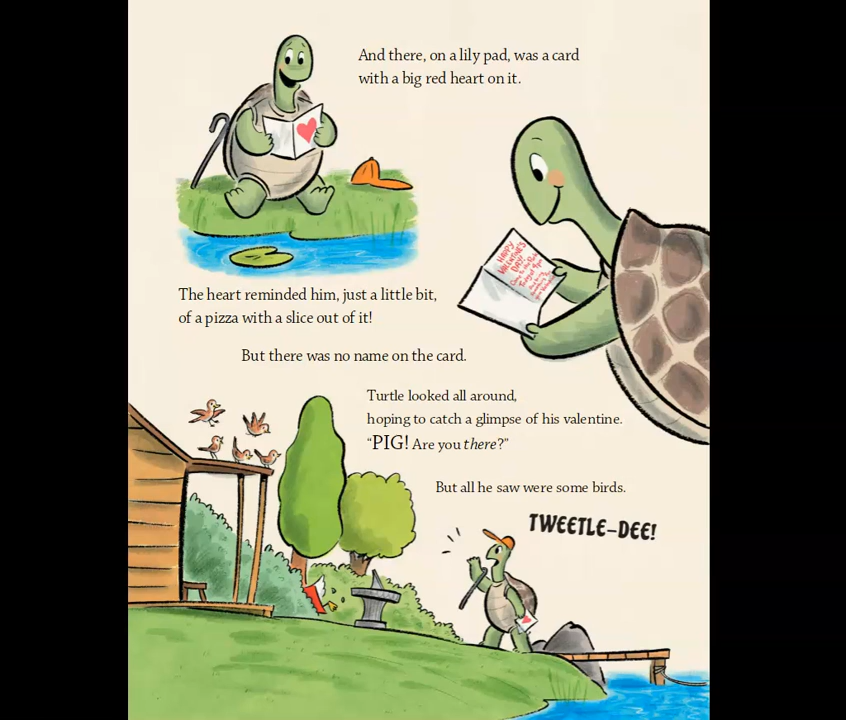 And there, on a lily pad, was a card
with a big red heart on it.
HAPPY
VALENTINE'S
DAY!
The heart reminded him, just a little bit,
of a pizza with a slice out of it!
But there was no name on the card.
Turtle looked all around,
hoping to catch a glimpse of his valentine.
“PIG! Are you there?”
But all he saw were some birds.
TWEETLE-DEE!